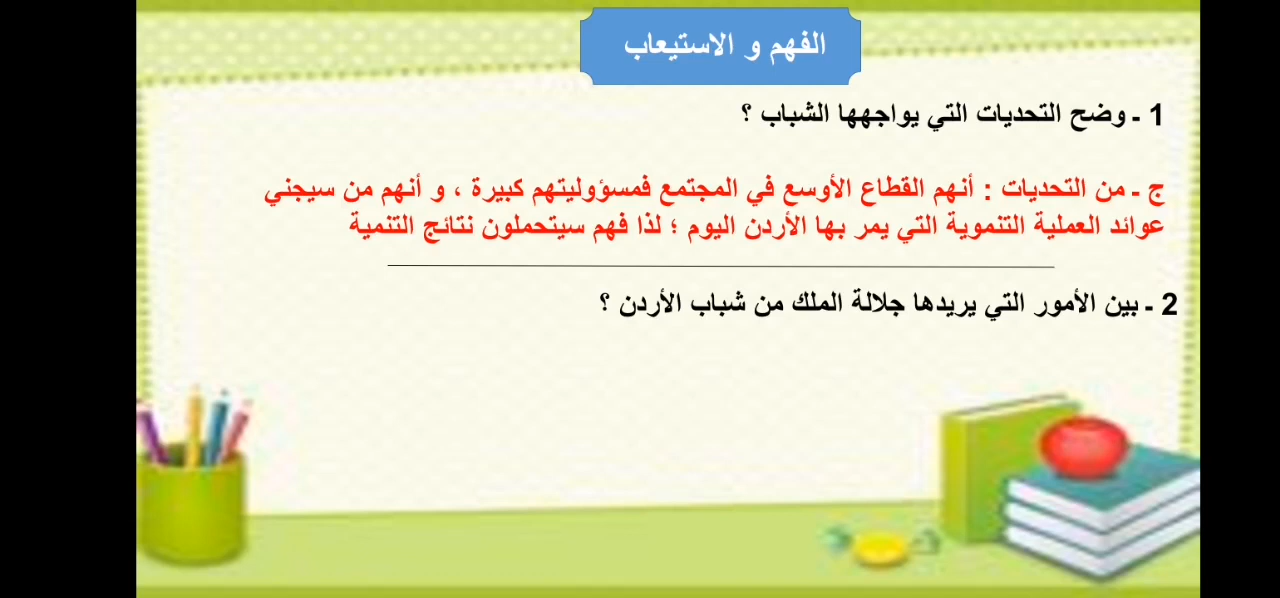 الفهم و الاستيعاب
1 ـ وضح التحديات التي يواجهها الشباب ؟
ج ـ من التحديات : أنهم القطاع الأوسع في المجتمع فمسؤوليتهم كبيرة ، و أنهم من سيجني
عوائد العملية التنموية التي يمر بها الأردن اليوم ؛ لذا فهم سيتحملون نتائج التنمية
2 ـ بين الأمور التي يريدها جلالة الملك من شباب الأردن ؟